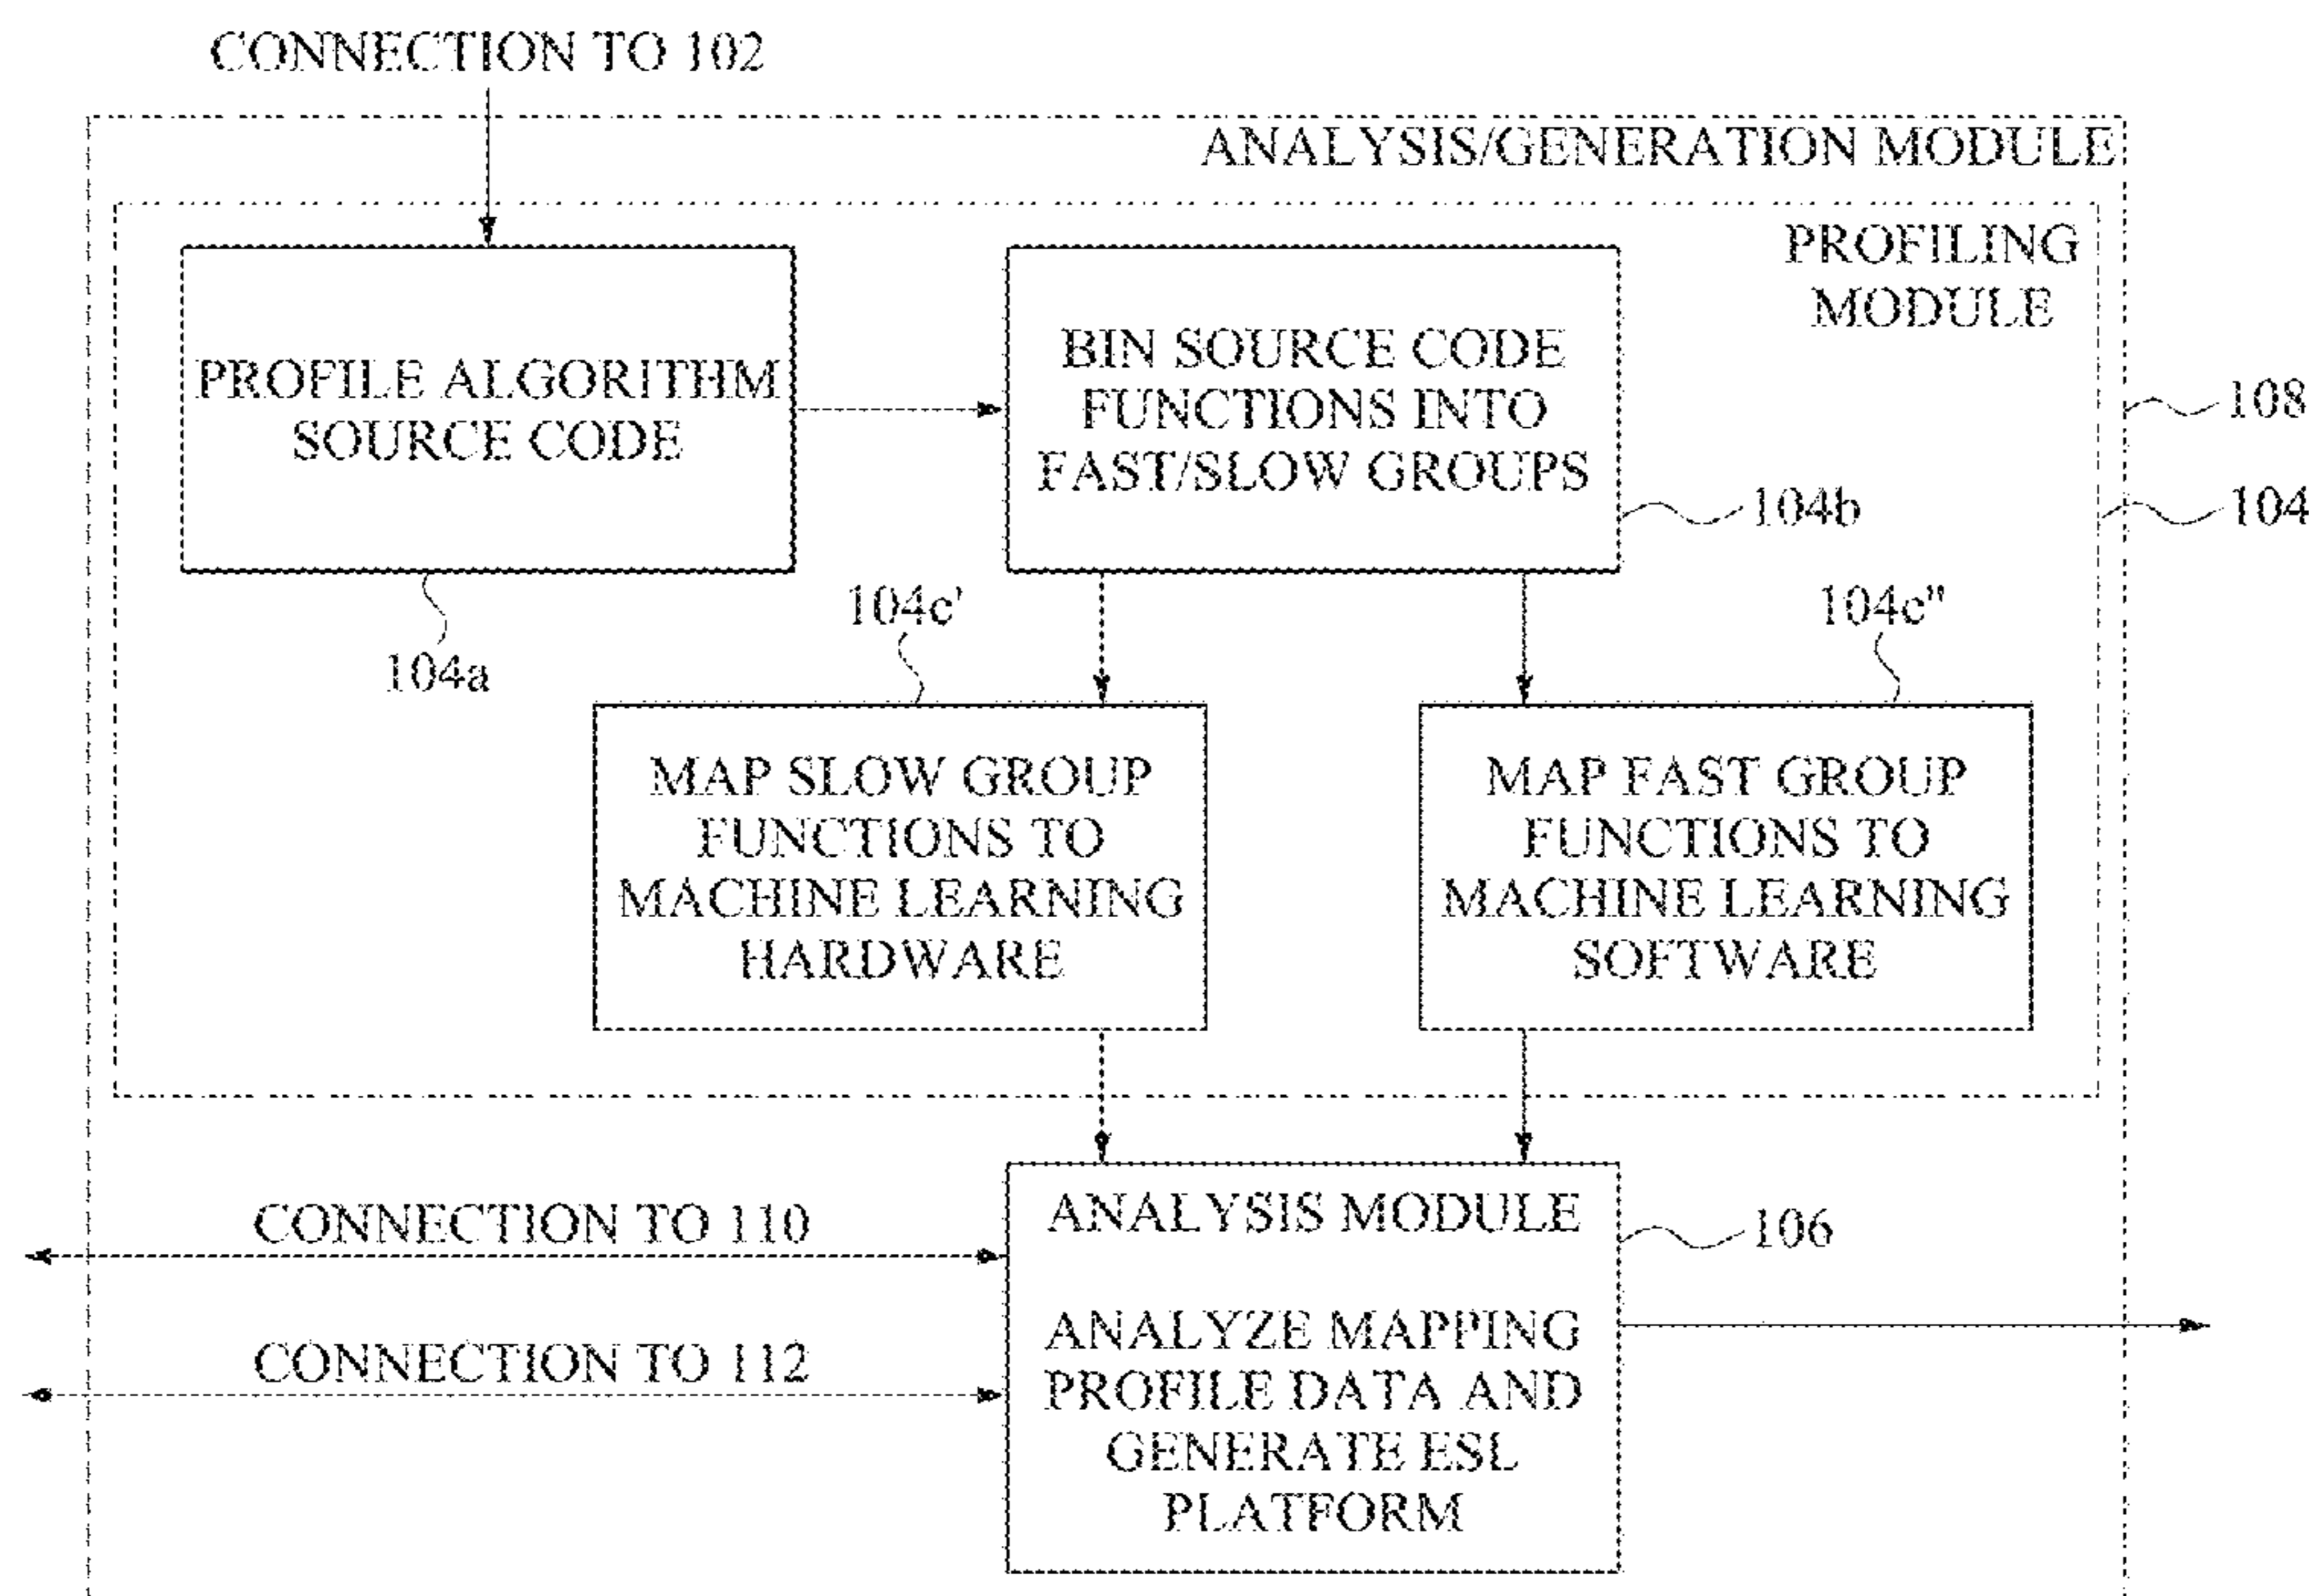 CONNECTION TO 102
ANALYSIS/GENERATION MODULE
PROFILING
MODULE
PROFILE ALGORITHM
SOURCE CODE
BIN SOURCE CODE
FUNCTIONS INTO
FAST/SLOW GROUPS
108
104
104b
104a
104c'
104c"
MAP SLOW GROUP
FUNCTIONS TO
MACHINE LEARNING
HARDWARE
MAP FAST GROUP
FUNCTIONS TO
MACHINE LEARNING
SOFTWARE
CONNECTION TO 110
CONNECTION TO 112
ANALYSIS MODULE
106
ANALYZE MAPPING
PROFILE DATA AND
GENERATE ESL
PLATFORM